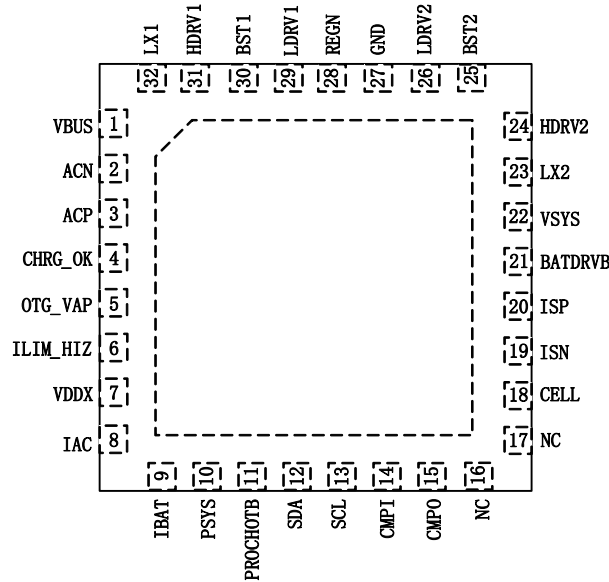 LX1 HDRV1 BST1 LDRV1 REGN GND LDRV2 BST2
32 31 30 29 28 27 26 25
VBUS 1
ACN 2
ACP 3
CHRG_OK 4
OTG_VAP 5
ILIM_HIZ 6
VDDX 7
IAC 8
24 HDRV2
23 LX2
22 VSYS
21 BATDRVB
20 ISP
19 ISN
18 CELL
17 NC
9 10 11 12 13 14 15 16
IBAT PSYS PROCHOTB SDA SCL CMPI CMPO NC